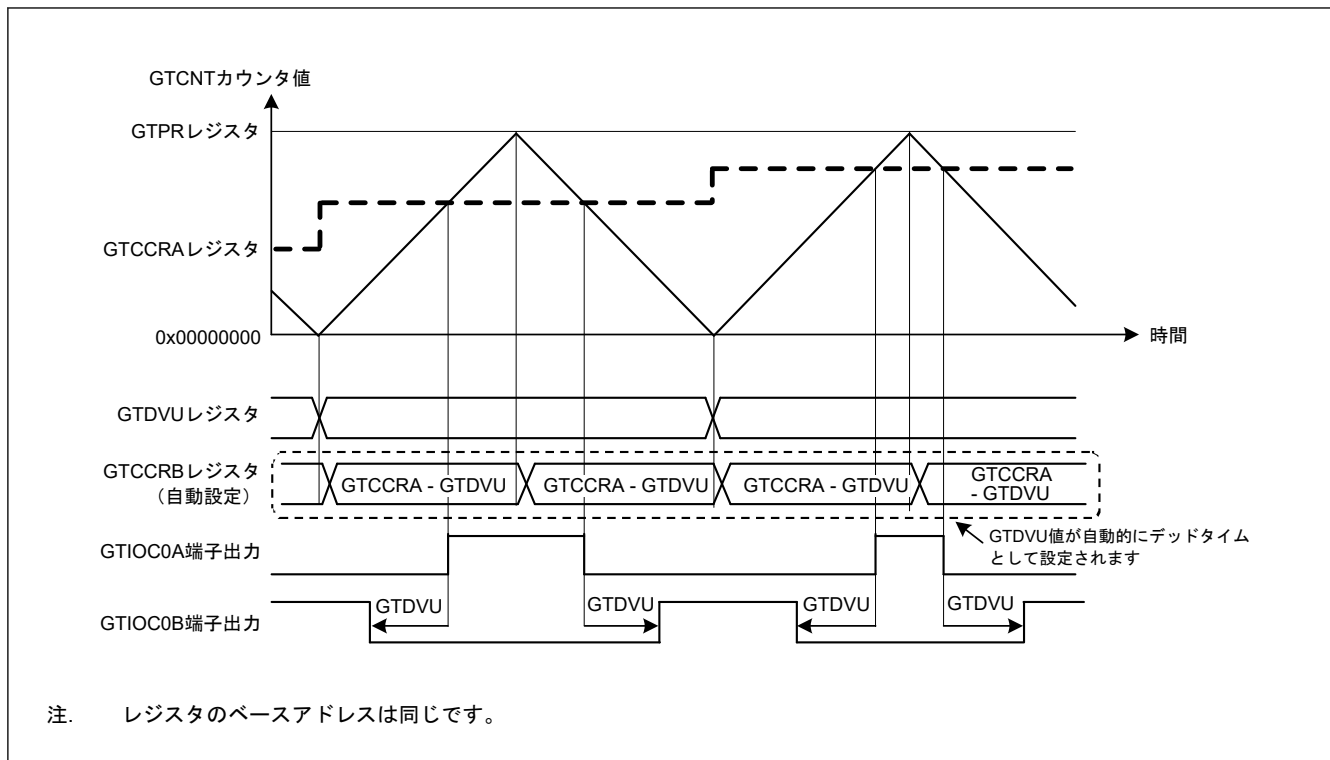 GTCNTカウンタ値
GTPRレジスタ
GTCCRAレジスタ
0x00000000
時間
GTDVUレジスタ
GTCCRBレジスタ
（自動設定）
GTCCRA - GTDVU
GTCCRA - GTDVU
GTCCRA - GTDVU
GTCCRA
- GTDVU
GTDVU値が自動的にデッドタイム
として設定されます
GTIOC0A端子出力
GTDVU
GTDVU
GTDVU
GTDVU
GTIOC0B端子出力
注. レジスタのベースアドレスは同じです。